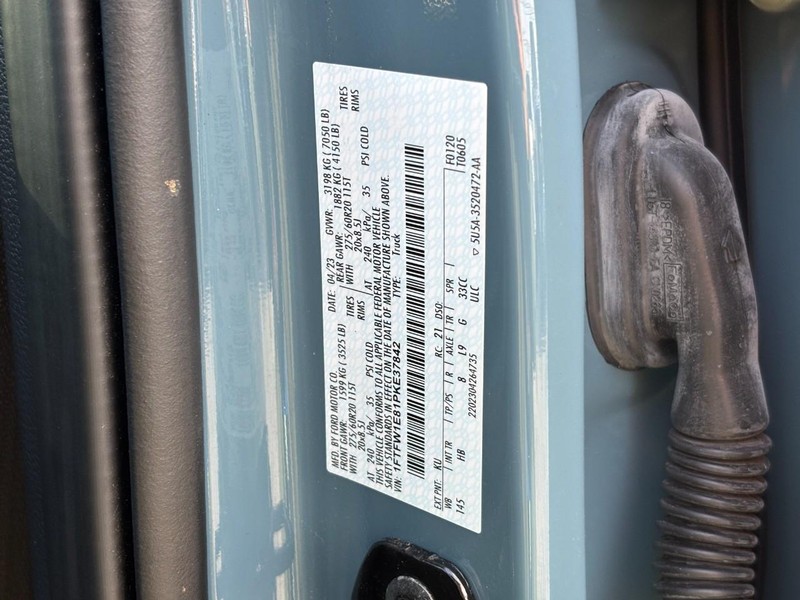 MFD. BY FORD MOTOR CO.
DATE: 04/23 GVWR: 3198 KG ( 7050 LB)
FRONT GAWR: 1599 KG ( 3525 LB) REAR GAWR: 1882 KG ( 4150 LB)
WITH 275/60R20 115T TIRES WITH 275/60R20 115T TIRES
20x8.5J RIMS 20x8.5J RIMS
AT 240 kPa/ 35 PSI COLD AT 240 kPa/ 35 PSI COLD
THIS VEHICLE CONFORMS TO ALL APPLICABLE FEDERAL MOTOR VEHICLE
SAFETY STANDARDS IN EFFECT ON THE DATE OF MANUFACTURE SHOWN ABOVE.
VIN: 1FTFW1E81PKE37842 TYPE: Truck
EXT PNT: KU RC: 21 DSO: F0120
WB INT TR TP/PS R AXLE TR SPR T0605
145 HB 8 L9 G 33CC
2202304264735 ULC
▽ 5U5A-3520472-AA